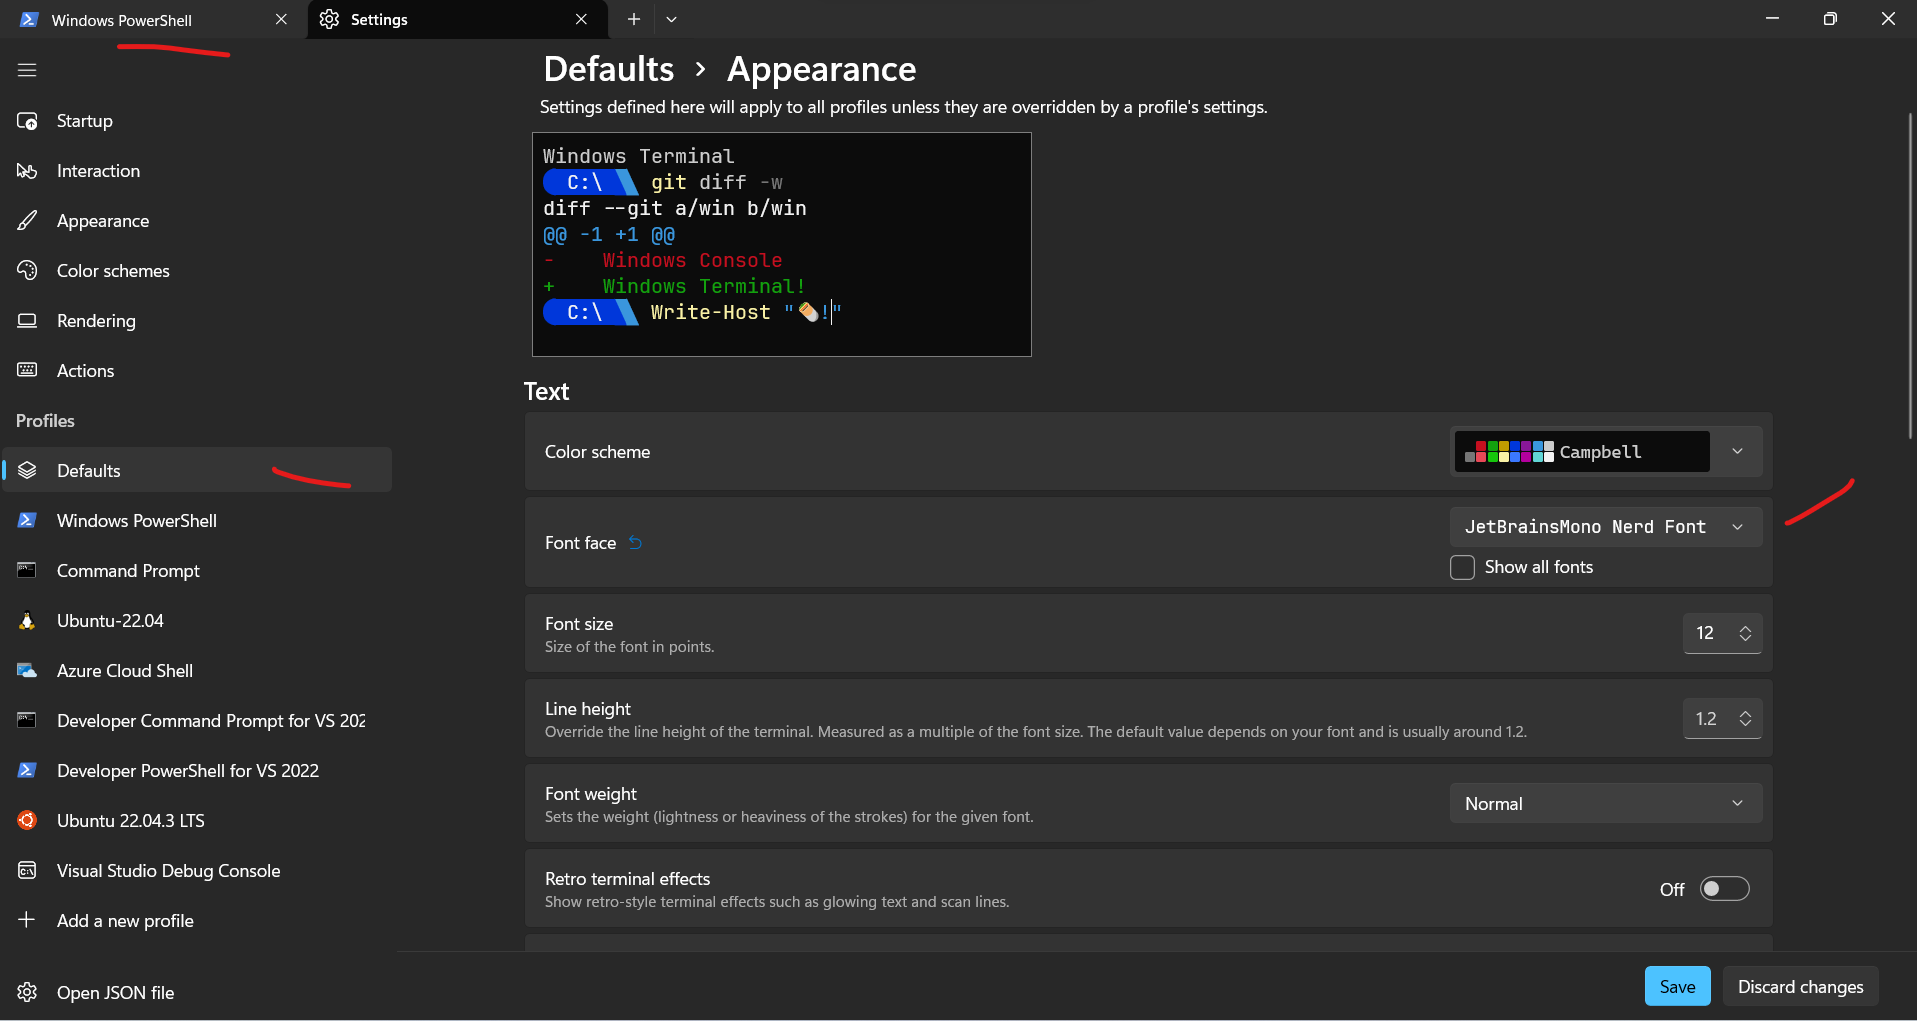 Windows PowerShell
Settings
Defaults › Appearance
Settings defined here will apply to all profiles unless they are overridden by a profile's settings.
Windows Terminal
C:\ git diff -w
diff --git a/win b/win
@@ -1 +1 @@
- Windows Console
+ Windows Terminal!
C:\ Write-Host "🌯!"
Startup
Interaction
Appearance
Color schemes
Rendering
Actions
Profiles
Defaults
Windows PowerShell
Command Prompt
Ubuntu-22.04
Azure Cloud Shell
Developer Command Prompt for VS 202
Developer PowerShell for VS 2022
Ubuntu 22.04.3 LTS
Visual Studio Debug Console
Add a new profile
Open JSON file
Text
Color scheme
Campbell
Font face
JetBrainsMono Nerd Font
Show all fonts
Font size
Size of the font in points.
12
Line height
Override the line height of the terminal. Measured as a multiple of the font size. The default value depends on your font and is usually around 1.2.
1.2
Font weight
Sets the weight (lightness or heaviness of the strokes) for the given font.
Normal
Retro terminal effects
Show retro-style terminal effects such as glowing text and scan lines.
Off
Save
Discard changes